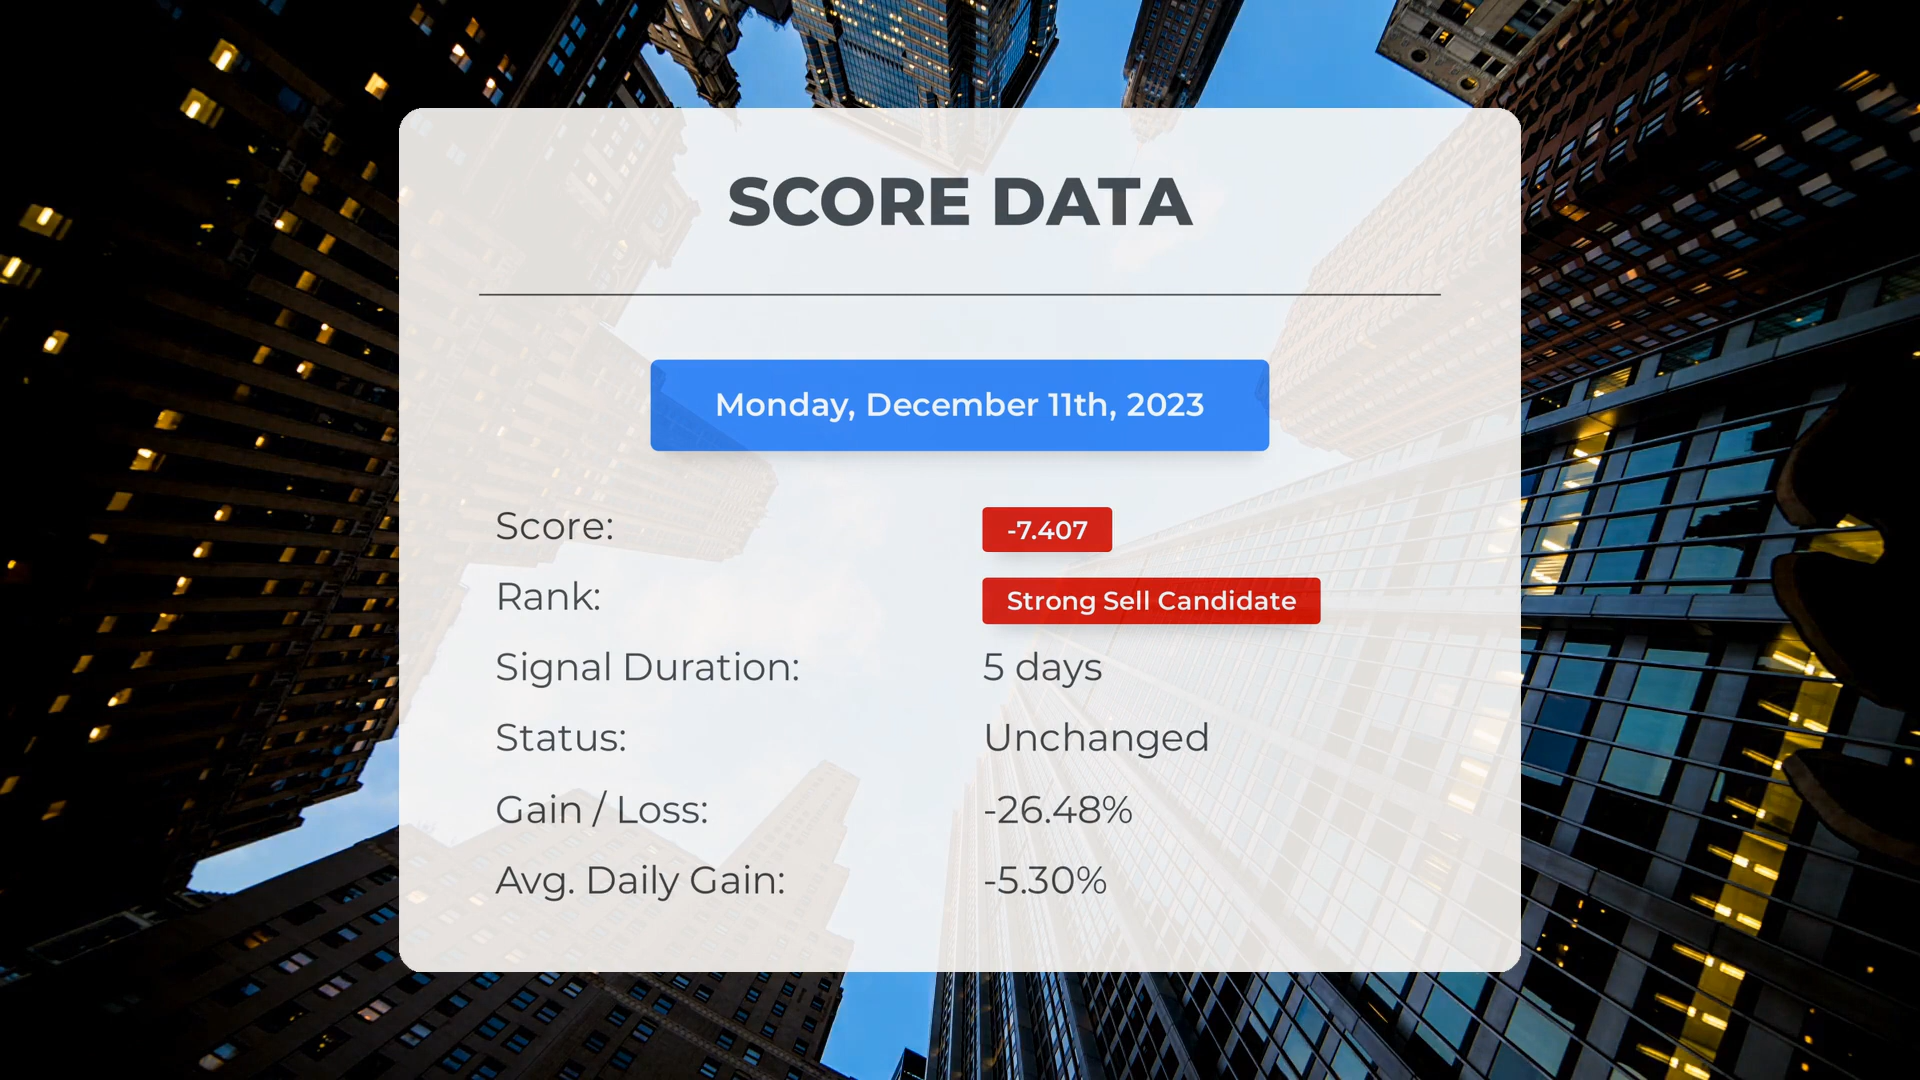 SCORE DATA
Monday, December 11th, 2023
Score: -7.407
Rank: Strong Sell Candidate
Signal Duration: 5 days
Status: Unchanged
Gain / Loss: -26.48%
Avg. Daily Gain: -5.30%